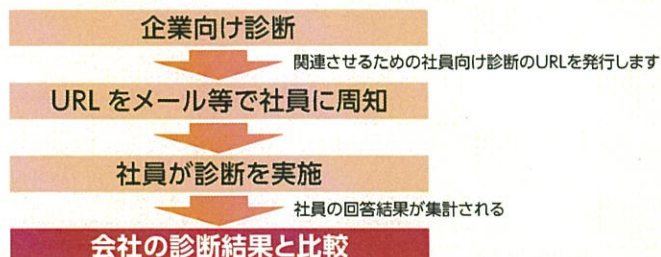 企業向け診断
関連させるための社員向け診断のURLを発行します
URL をメール等で社員に周知
社員が診断を実施
社員の回答結果が集計される
会社の診断結果と比較